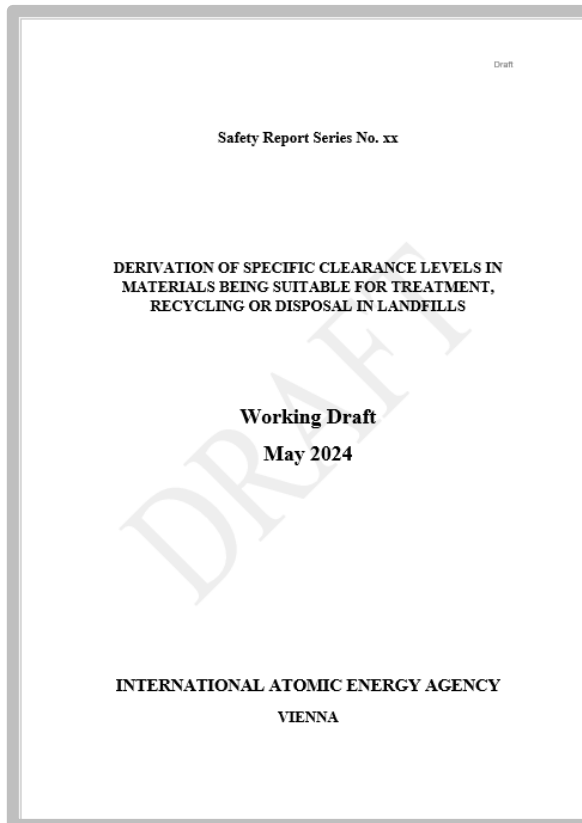 Draft
Safety Report Series No. xx
DERIVATION OF SPECIFIC CLEARANCE LEVELS IN
MATERIALS BEING SUITABLE FOR TREATMENT,
RECYCLING OR DISPOSAL IN LANDFILLS
DRAFT
Working Draft
May 2024
INTERNATIONAL ATOMIC ENERGY AGENCY
VIENNA